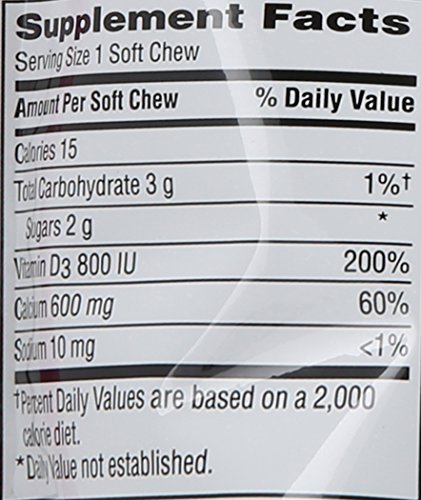 Supplement Facts
Serving Size 1 Soft Chew
Amount Per Soft Chew % Daily Value
Calories 15
Total Carbohydrate 3 g 1%†
Sugars 2 g *
Vitamin D3 800 IU 200%
Calcium 600 mg 60%
Sodium 10 mg <1%
†Percent Daily Values are based on a 2,000
calorie diet.
*Daily Value not established.